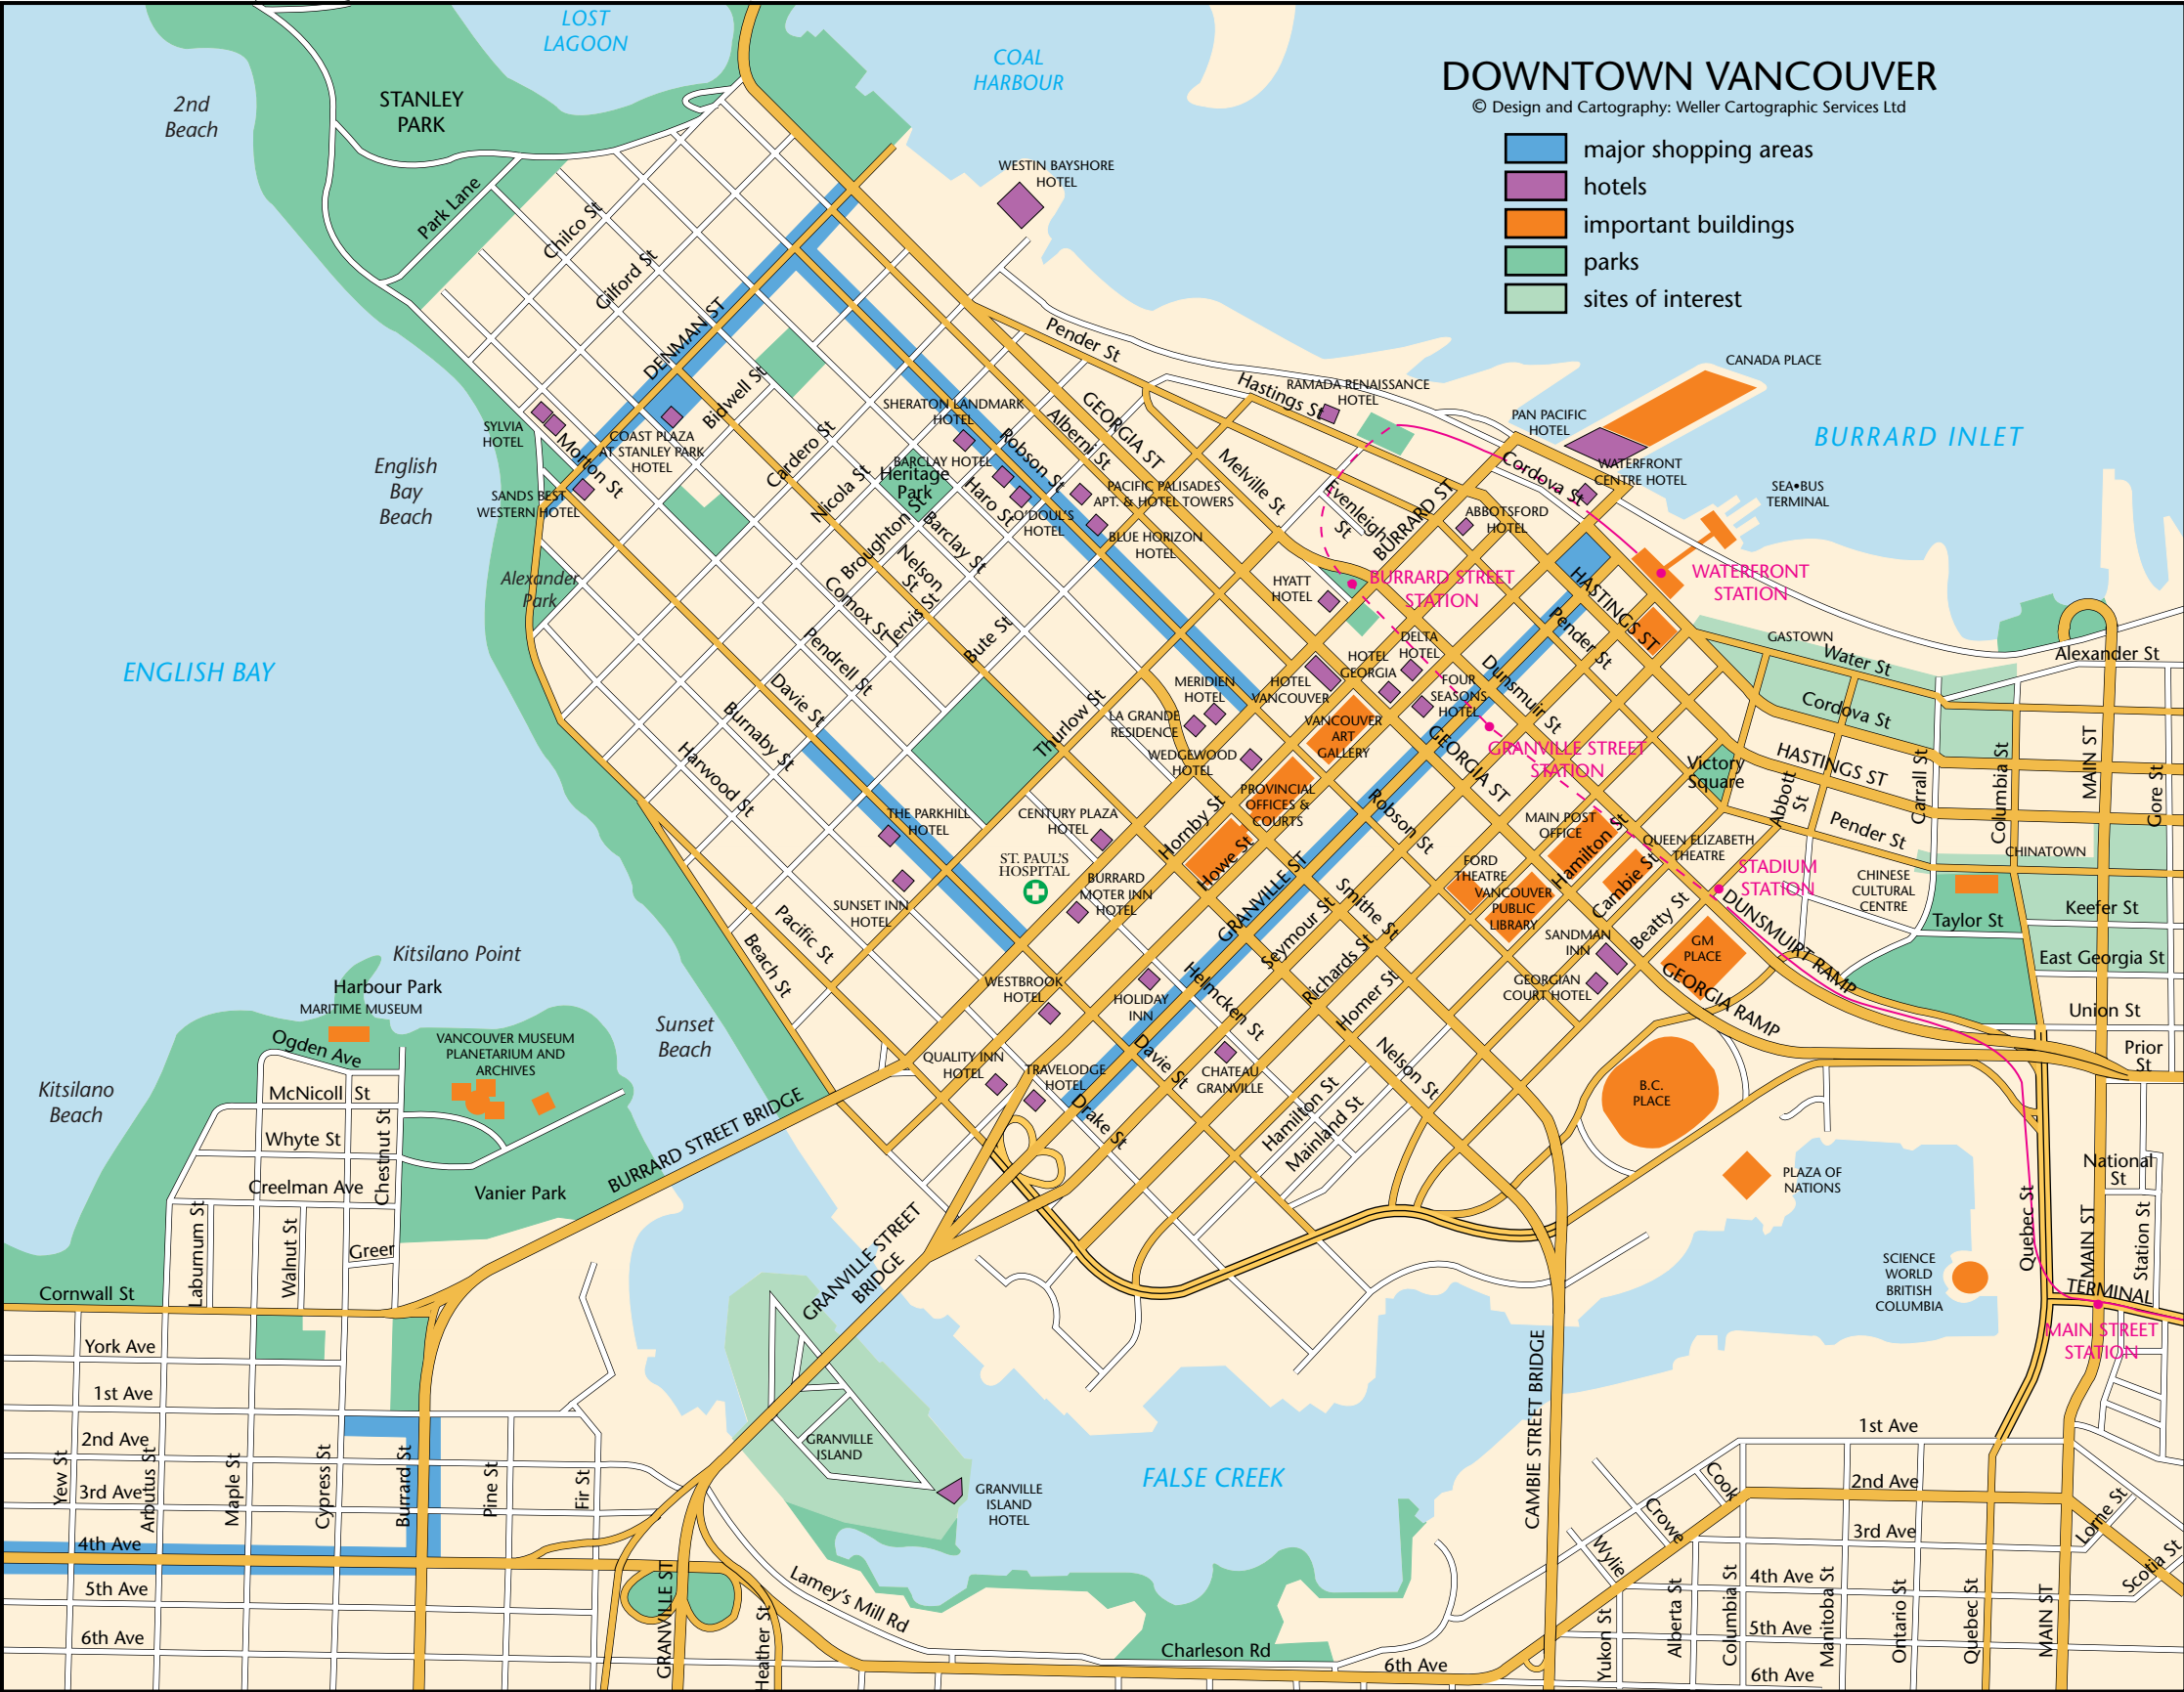 LOST
LAGOON
COAL
HARBOUR
DOWNTOWN VANCOUVER
© Design and Cartography: Weller Cartographic Services Ltd
major shopping areas
hotels
important buildings
parks
sites of interest
2nd
Beach
STANLEY
PARK
WESTIN BAYSHORE
HOTEL
Park Lane
Chilco St
Gilford St
DENMAN ST
Bidwell St
Cardero St
Nicola St
Broughton St
Jervis St
Bute St
Thurlow St
Pender St
Hastings St
RAMADA RENAISSANCE
HOTEL
CANADA PLACE
PAN PACIFIC
HOTEL
BURRARD INLET
WATERFRONT
CENTRE HOTEL
SEA•BUS
TERMINAL
Cordova St
ABBOTSFORD
HOTEL
GEORGIA ST
Alberni St
Robson St
Haro St
Melville St
Evenleigh
St
BURRARD ST
SHERATON LANDMARK
HOTEL
BARCLAY HOTEL
Heritage
Park
PACIFIC PALISADES
APT. & HOTEL TOWERS
O'DOUL'S
HOTEL
BLUE HORIZON
HOTEL
SYLVIA
HOTEL
COAST PLAZA
AT STANLEY PARK
HOTEL
Morton St
SANDS BEST
WESTERN HOTEL
English
Bay
Beach
Alexander
Park
ENGLISH BAY
Barclay St
Nelson
St
Comox St
Pendrell St
Davie St
Burnaby St
Harwood St
Pacific St
Beach St
HYATT
HOTEL
BURRARD STREET
STATION
WATERFRONT
STATION
DELTA
HOTEL
HOTEL
GEORGIA
HOTEL
VANCOUVER
FOUR
SEASONS
HOTEL
MERIDIEN
HOTEL
LA GRANDE
RESIDENCE
WEDGEWOOD
HOTEL
VANCOUVER
ART
GALLERY
PROVINCIAL
OFFICES &
COURTS
HASTINGS ST
Pender St
Dunsmuir St
GEORGIA ST
GRANVILLE STREET
STATION
Robson St
GASTOWN
Water St
Cordova St
HASTINGS ST
Pender St
Victory
Square
Abbott
St
Carrall St
Columbia St
MAIN ST
Gore St
Alexander St
CHINATOWN
CHINESE
CULTURAL
CENTRE
Taylor St
Keefer St
East Georgia St
Union St
Prior
St
MAIN POST
OFFICE
Hamilton St
QUEEN ELIZABETH
THEATRE
STADIUM
STATION
FORD
THEATRE
VANCOUVER
PUBLIC
LIBRARY
Cambie St
Beatty St
SANDMAN
INN
GEORGIAN
COURT HOTEL
GM
PLACE
DUNSMUIRT RAMP
GEORGIA RAMP
B.C.
PLACE
PLAZA OF
NATIONS
THE PARKHILL
HOTEL
SUNSET INN
HOTEL
CENTURY PLAZA
HOTEL
ST. PAUL'S
HOSPITAL
BURRARD
MOTER INN
HOTEL
Hornby St
Howe St
GRANVILLE ST
Seymour St
Richards St
Homer St
Smithe St
Helmcken St
Nelson St
Davie St
Drake St
Hamilton St
Mainland St
WESTBROOK
HOTEL
HOLIDAY
INN
QUALITY INN
HOTEL
TRAVELODGE
HOTEL
CHATEAU
GRANVILLE
Kitsilano Point
Harbour Park
MARITIME MUSEUM
VANCOUVER MUSEUM
PLANETARIUM AND
ARCHIVES
Sunset
Beach
Kitsilano
Beach
Ogden Ave
McNicoll St
Whyte St
Creelman Ave
Chestnut St
Vanier Park
Laburnum St
Walnut St
Greer
BURRARD STREET BRIDGE
GRANVILLE STREET
BRIDGE
Cornwall St
York Ave
1st Ave
2nd Ave
3rd Ave
4th Ave
5th Ave
6th Ave
Yew St
Arbutus St
Maple St
Cypress St
Burrard St
Pine St
Fir St
GRANVILLE
ISLAND
GRANVILLE
ISLAND
HOTEL
FALSE CREEK
GRANVILLE ST
Heather St
Lamey's Mill Rd
Charleson Rd
6th Ave
CAMBIE STREET BRIDGE
SCIENCE
WORLD
BRITISH
COLUMBIA
Quebec St
MAIN ST
National
St
Station St
TERMINAL
MAIN STREET
STATION
1st Ave
2nd Ave
3rd Ave
4th Ave
5th Ave
6th Ave
Cook
Crowe
Wylie
Yukon St
Alberta St
Columbia St
Manitoba St
Ontario St
Quebec St
MAIN ST
Lorne St
Scotia St